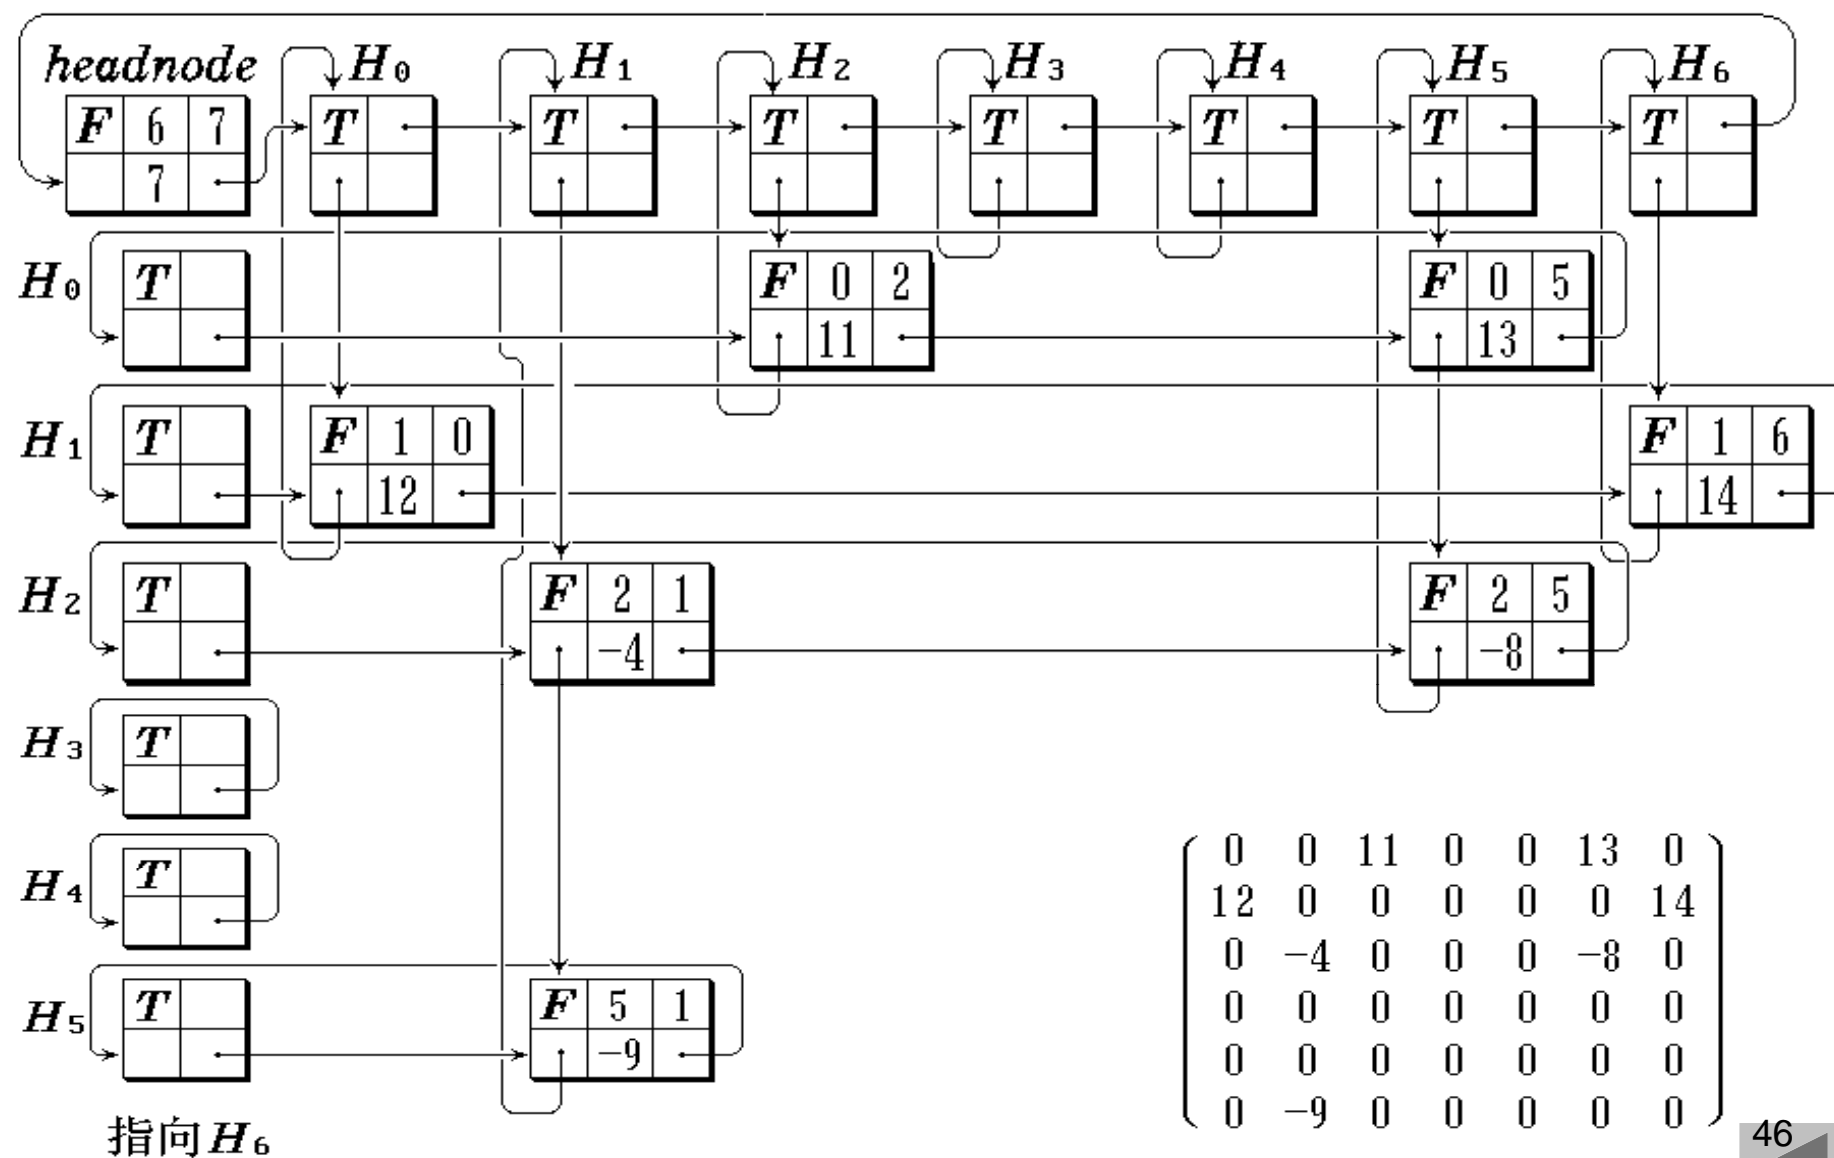 headnode H₀ H₁ H₂ H₃ H₄ H₅ H₆
F 6 7 T T T T T T T
7
H₀ T F 0 2 F 0 5
11 13
H₁ T F 1 0 F 1 6
12 14
H₂ T F 2 1 F 2 5
-4 -8
H₃ T
H₄ T
H₅ T F 5 1
-9
指向H₆
0 0 11 0 0 13 0
12 0 0 0 0 0 14
0 -4 0 0 0 -8 0
0 0 0 0 0 0 0
0 0 0 0 0 0 0
0 -9 0 0 0 0 0
46